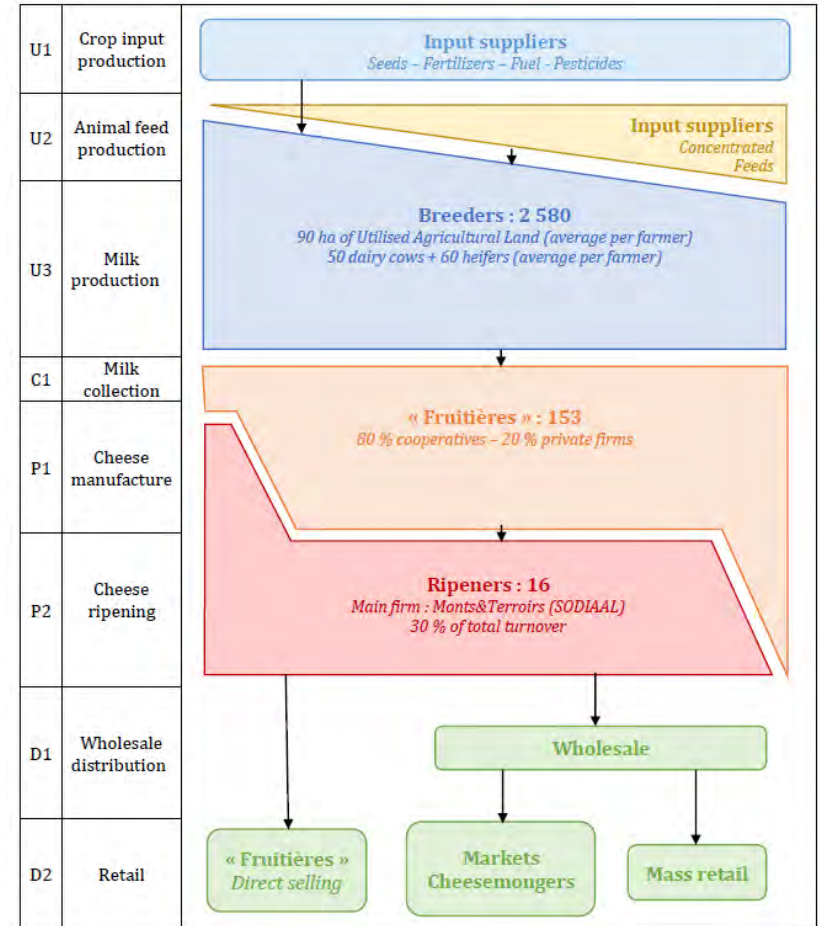 U1
Crop input
production
Input suppliers
Seeds – Fertilizers – Fuel - Pesticides
U2
Animal feed
production
Input suppliers
Concentrated
Feeds
U3
Milk
production
Breeders : 2 580
90 ha of Utilised Agricultural Land (average per farmer)
50 dairy cows + 60 heifers (average per farmer)
C1
Milk
collection
« Fruitières » : 153
80 % cooperatives – 20 % private firms
P1
Cheese
manufacture
P2
Cheese
ripening
Ripeners : 16
Main firm : Monts&Terroirs (SODIAAL)
30 % of total turnover
D1
Wholesale
distribution
Wholesale
D2
Retail
« Fruitières »
Direct selling
Markets
Cheesemongers
Mass retail